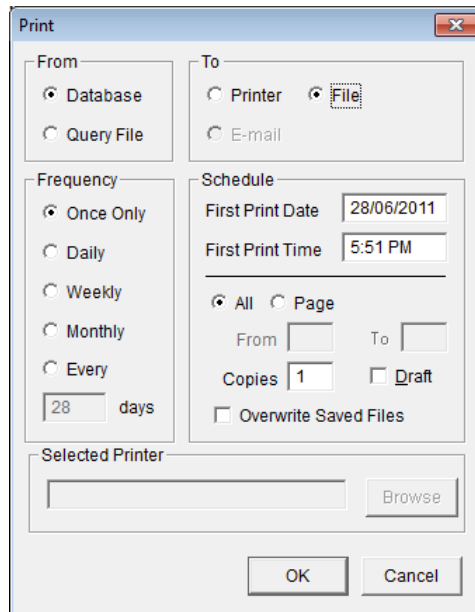 Print
From
Database
Query File
To
Printer File
E-mail
Frequency
Once Only
Daily
Weekly
Monthly
Every
28 days
Schedule
First Print Date 28/06/2011
First Print Time 5:51 PM
All Page
From To
Copies 1 Draft
Overwrite Saved Files
Selected Printer
Browse
OK Cancel